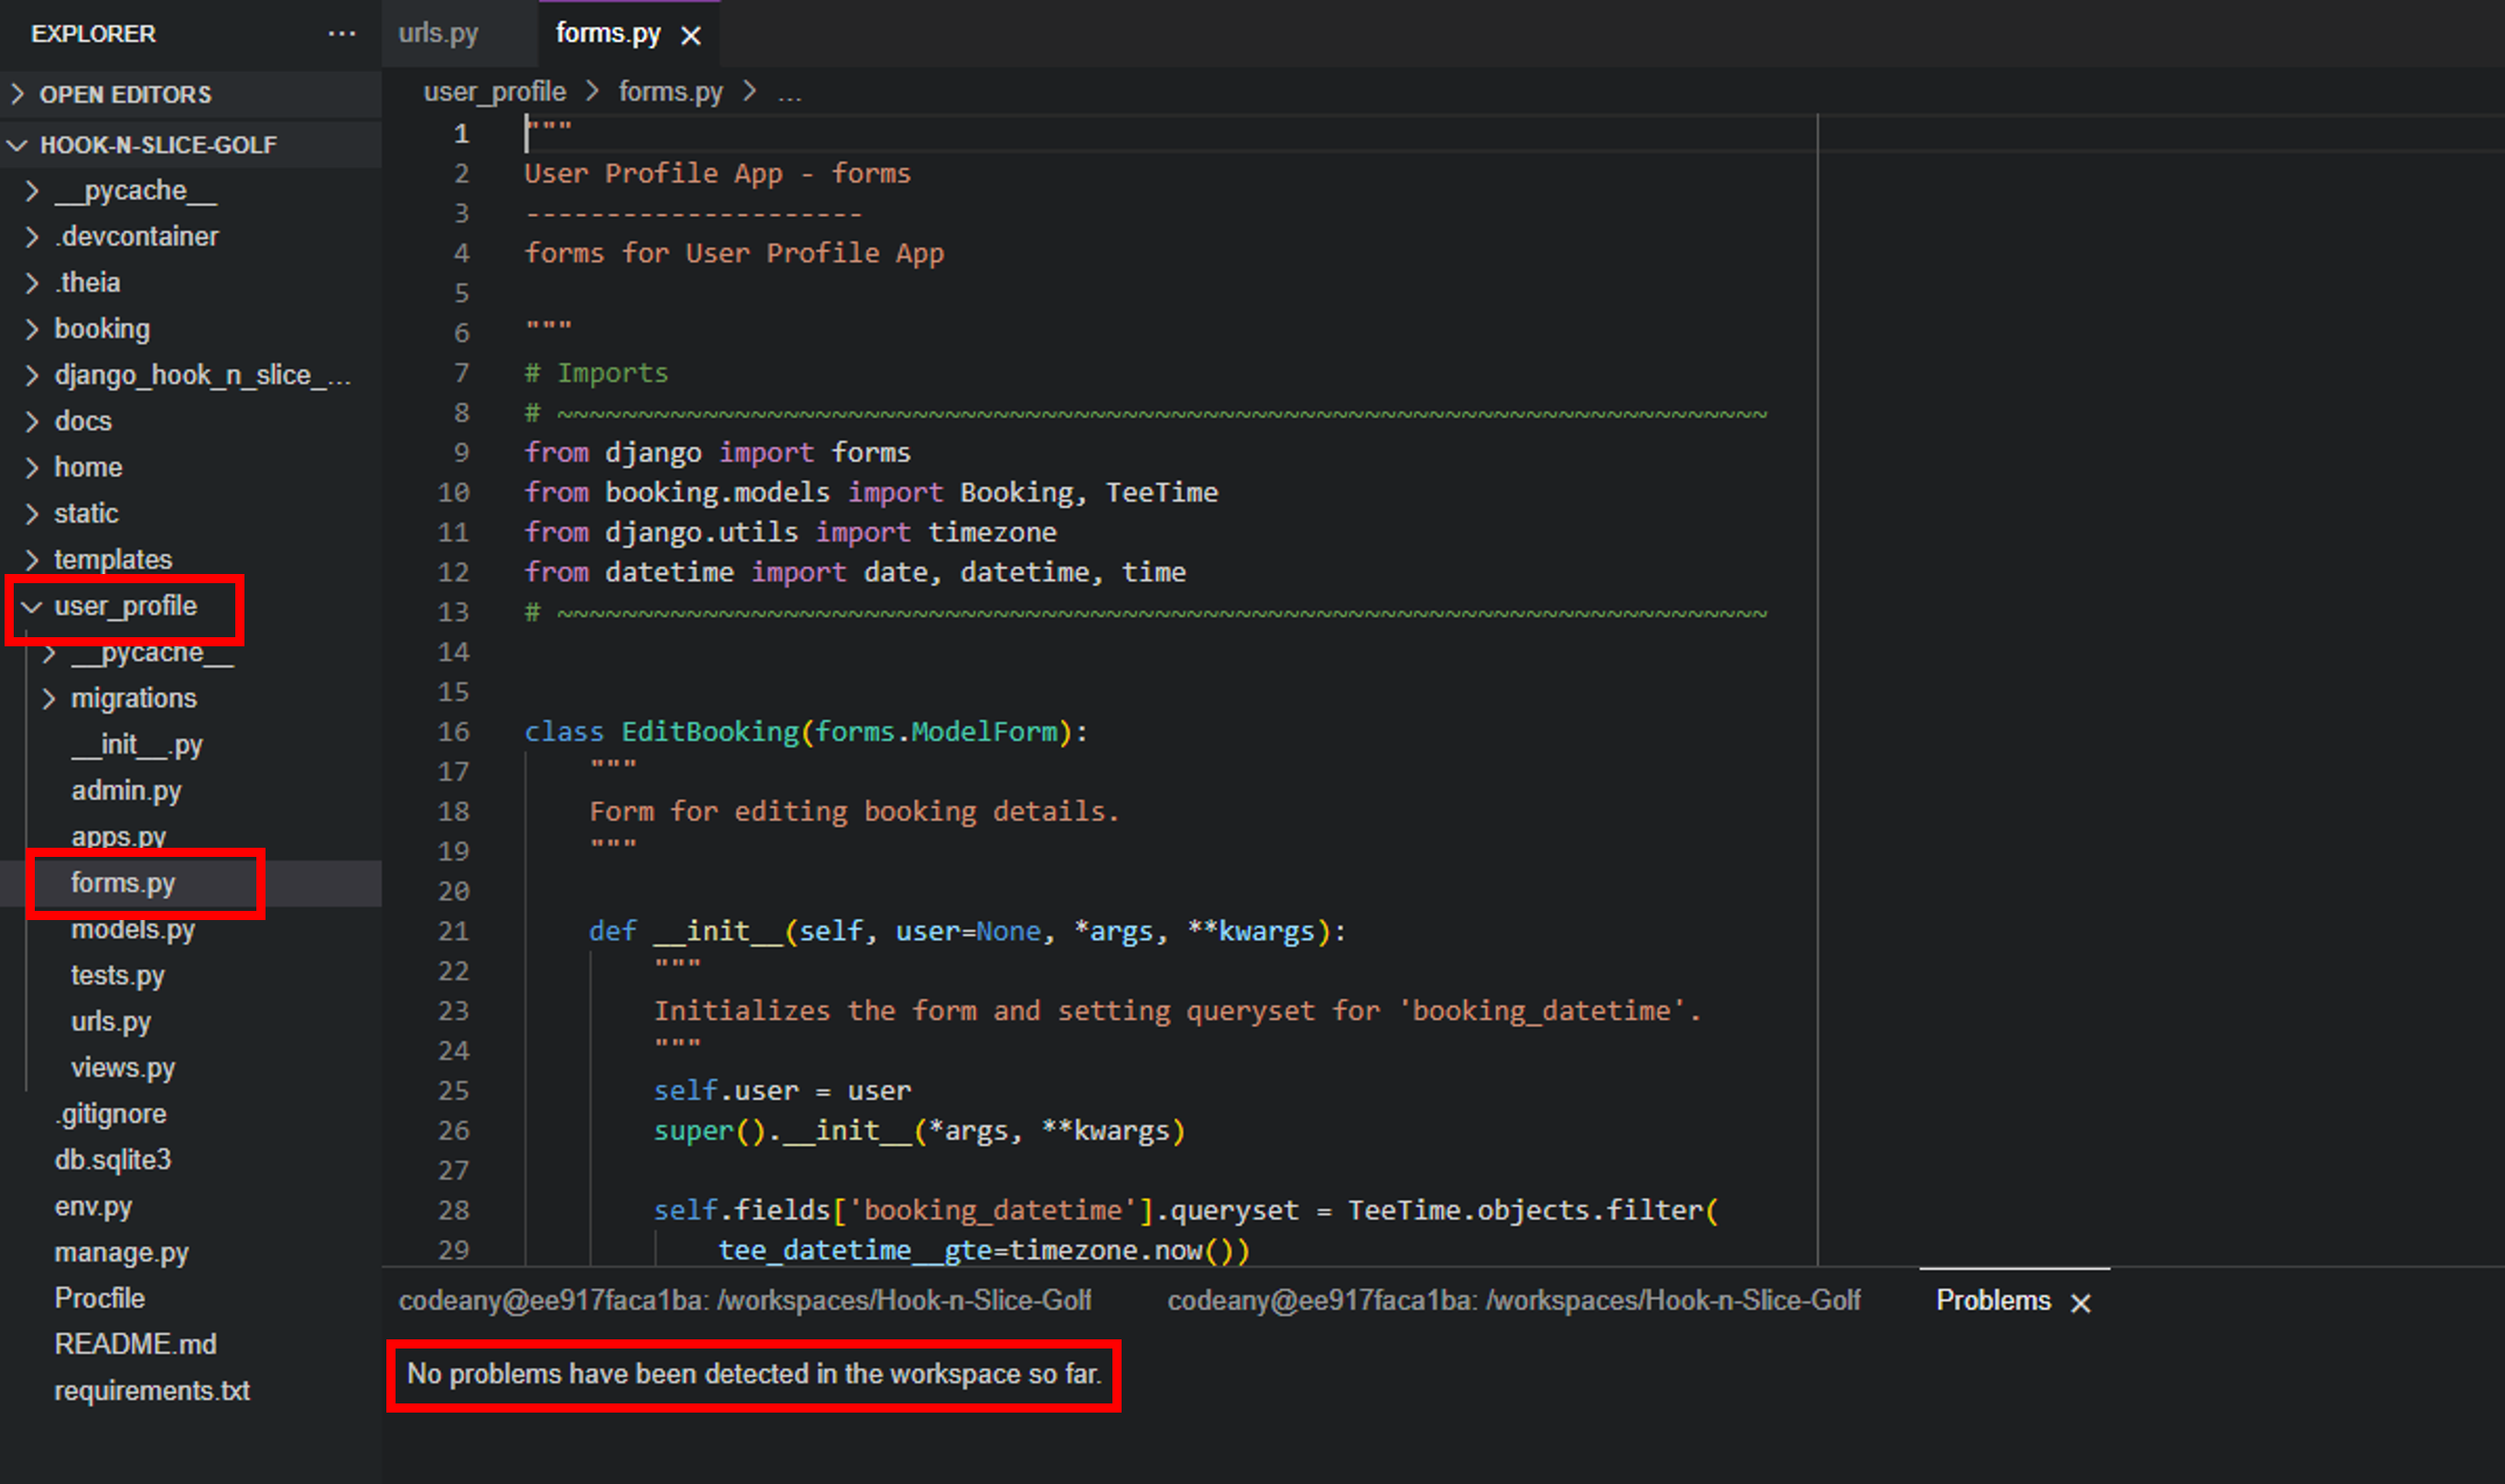 EXPLORER ...
OPEN EDITORS
HOOK-N-SLICE-GOLF
__pycache__
.devcontainer
.theia
booking
django_hook_n_slice_...
docs
home
static
templates
user_profile
__pycache__
migrations
__init__.py
admin.py
apps.py
forms.py
models.py
tests.py
urls.py
views.py
.gitignore
db.sqlite3
env.py
manage.py
Procfile
README.md
requirements.txt
urls.py forms.py
user_profile > forms.py > ...
1 """
2 User Profile App - forms
3 ---------------------
4 forms for User Profile App
5
6 """
7 # Imports
8 # ~~~~~~~~~~~~~~~~~~~~~~~~~~~~~~~~~~~~~~~~~~~~~~~~~~~~~~~~~~~~~~~~~~~~~~~~~~~
9 from django import forms
10 from booking.models import Booking, TeeTime
11 from django.utils import timezone
12 from datetime import date, datetime, time
13 # ~~~~~~~~~~~~~~~~~~~~~~~~~~~~~~~~~~~~~~~~~~~~~~~~~~~~~~~~~~~~~~~~~~~~~~~~~~~
14
15
16 class EditBooking(forms.ModelForm):
17     """
18     Form for editing booking details.
19     """
20
21     def __init__(self, user=None, *args, **kwargs):
22         """
23         Initializes the form and setting queryset for 'booking_datetime'.
24         """
25         self.user = user
26         super().__init__(*args, **kwargs)
27
28         self.fields['booking_datetime'].queryset = TeeTime.objects.filter(
29             tee_datetime__gte=timezone.now())
codeany@ee917faca1ba: /workspaces/Hook-n-Slice-Golf codeany@ee917faca1ba: /workspaces/Hook-n-Slice-Golf Problems
No problems have been detected in the workspace so far.